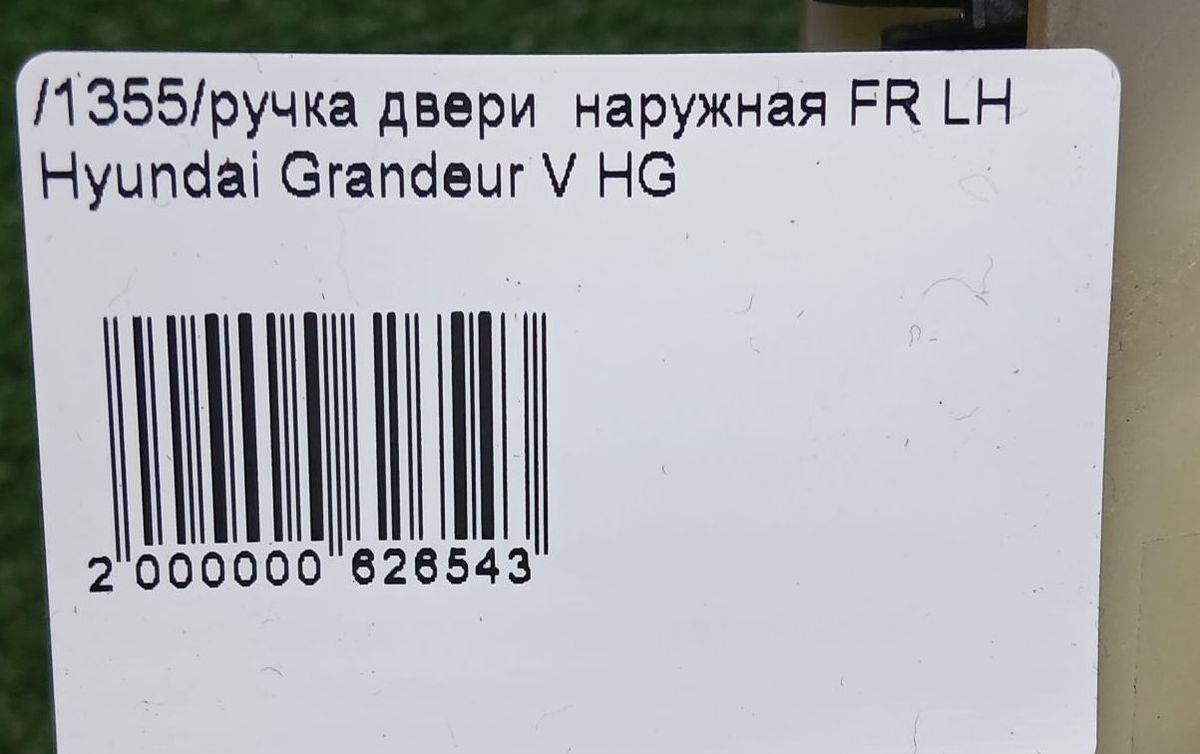 /1355/ручка двери наружная FR LH
Hyundai Grandeur V HG
2 000000 626543